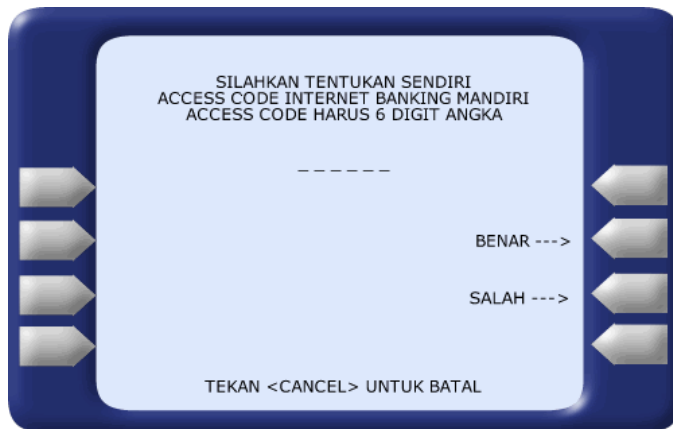 SILAHKAN TENTUKAN SENDIRI
ACCESS CODE INTERNET BANKING MANDIRI
ACCESS CODE HARUS 6 DIGIT ANGKA
_ _ _ _ _ _
BENAR --->
SALAH --->
TEKAN <CANCEL> UNTUK BATAL